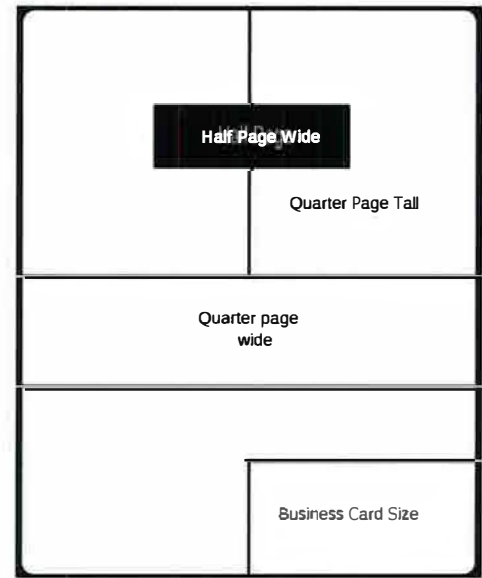 Half Page Wide
Quarter Page Tall
Quarter page
wide
Business Card Size